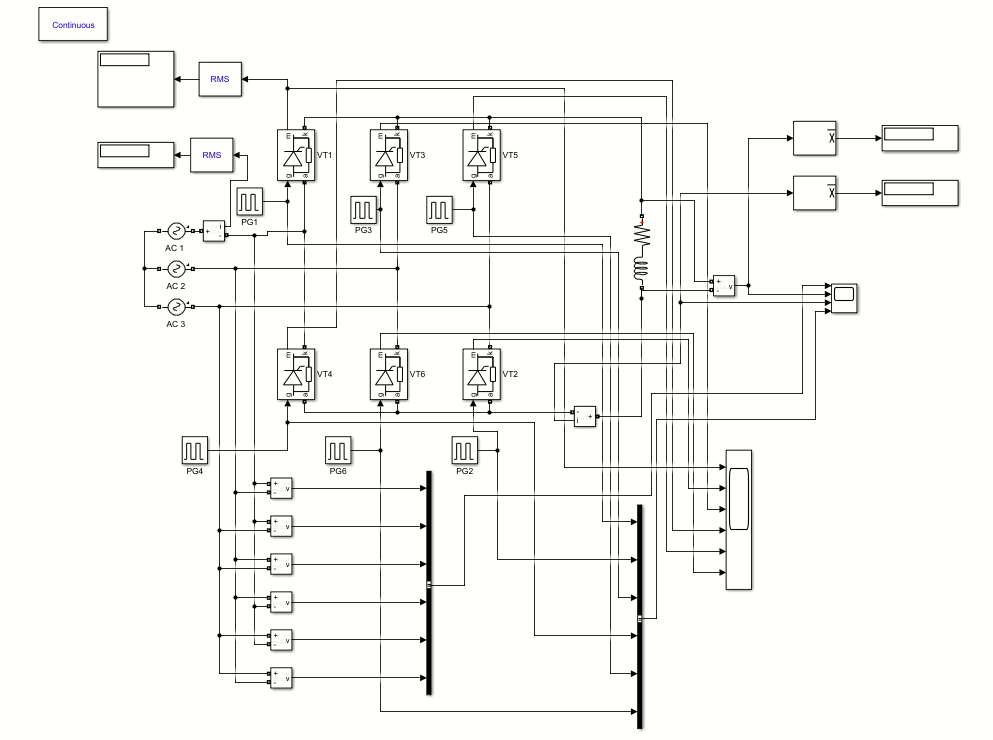 Continuous
RMS
RMS
m k
m k
m k
VT1
VT3
VT5
g a
g a
g a
PG1
PG3
PG5
i
+
-
AC 1
AC 2
AC 3
+
-
v
m k
m k
m k
VT4
VT6
VT2
g a
g a
g a
-
+
i
PG4
PG6
PG2
+
-
v
+
-
v
+
-
v
+
-
v
+
-
v
+
-
v